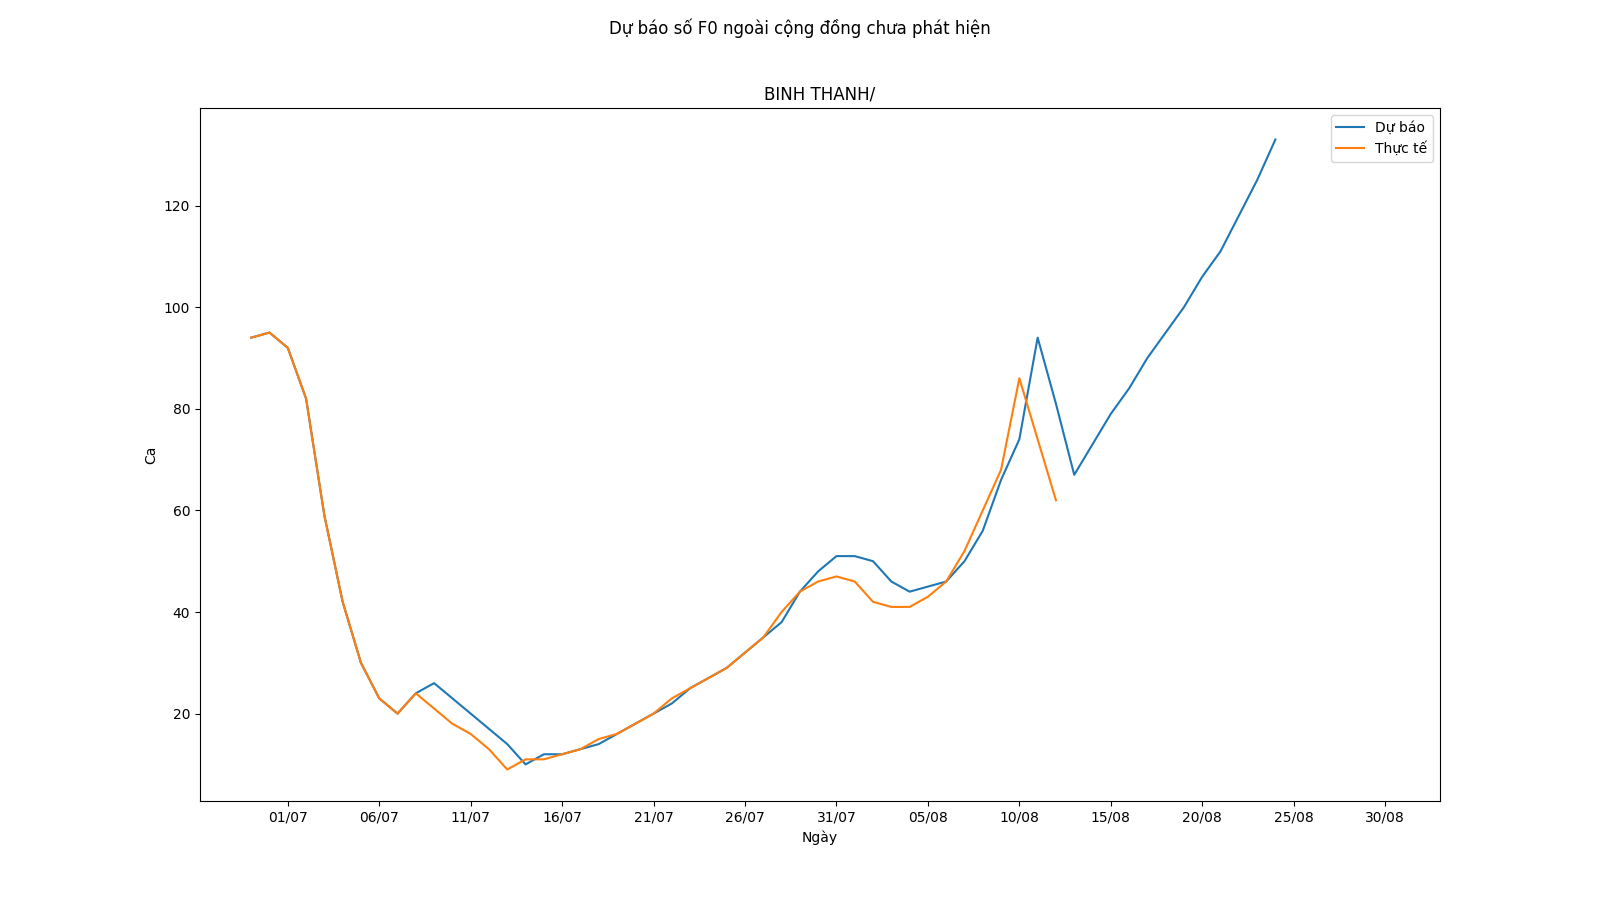 Dự báo số F0 ngoài cộng đồng chưa phát hiện
BINH THANH/
Dự báo
Thực tế
120
100
80
60
40
20
Ca
01/07 06/07 11/07 16/07 21/07 26/07 31/07 05/08 10/08 15/08 20/08 25/08 30/08
Ngày